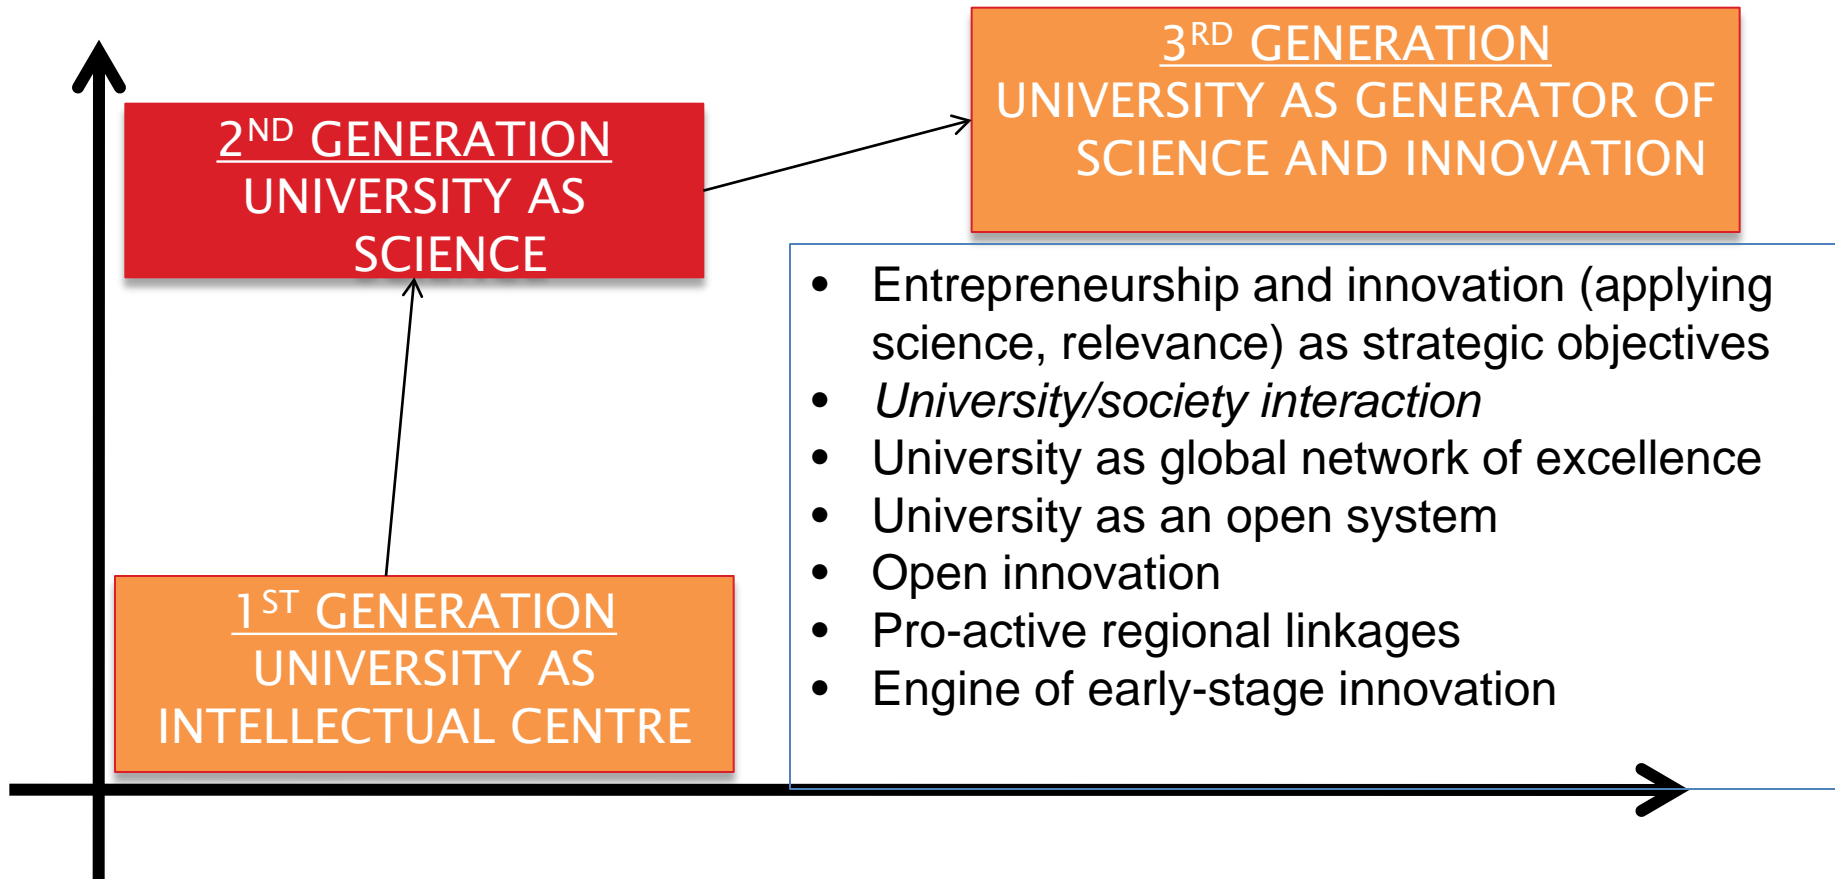 3RD GENERATION
UNIVERSITY AS GENERATOR OF
SCIENCE AND INNOVATION
2ND GENERATION
UNIVERSITY AS
SCIENCE
• Entrepreneurship and innovation (applying
science, relevance) as strategic objectives
• University/society interaction
• University as global network of excellence
• University as an open system
• Open innovation
• Pro-active regional linkages
• Engine of early-stage innovation
1ST GENERATION
UNIVERSITY AS
INTELLECTUAL CENTRE